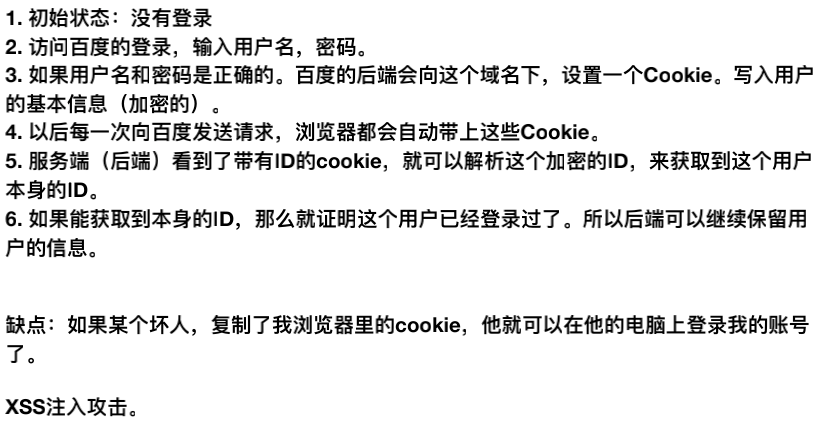 1. 初始状态：没有登录
2. 访问百度的登录，输入用户名，密码。
3. 如果用户名和密码是正确的。百度的后端会向这个域名下，设置一个Cookie。写入用户
的基本信息（加密的）。
4. 以后每一次向百度发送请求，浏览器都会自动带上这些Cookie。
5. 服务端（后端）看到了带有ID的cookie，就可以解析这个加密的ID，来获取到这个用户
本身的ID。
6. 如果能获取到本身的ID，那么就证明这个用户已经登录过了。所以后端可以继续保留用
户的信息。
缺点：如果某个坏人，复制了我浏览器里的cookie，他就可以在他的电脑上登录我的账号
了。
XSS注入攻击。